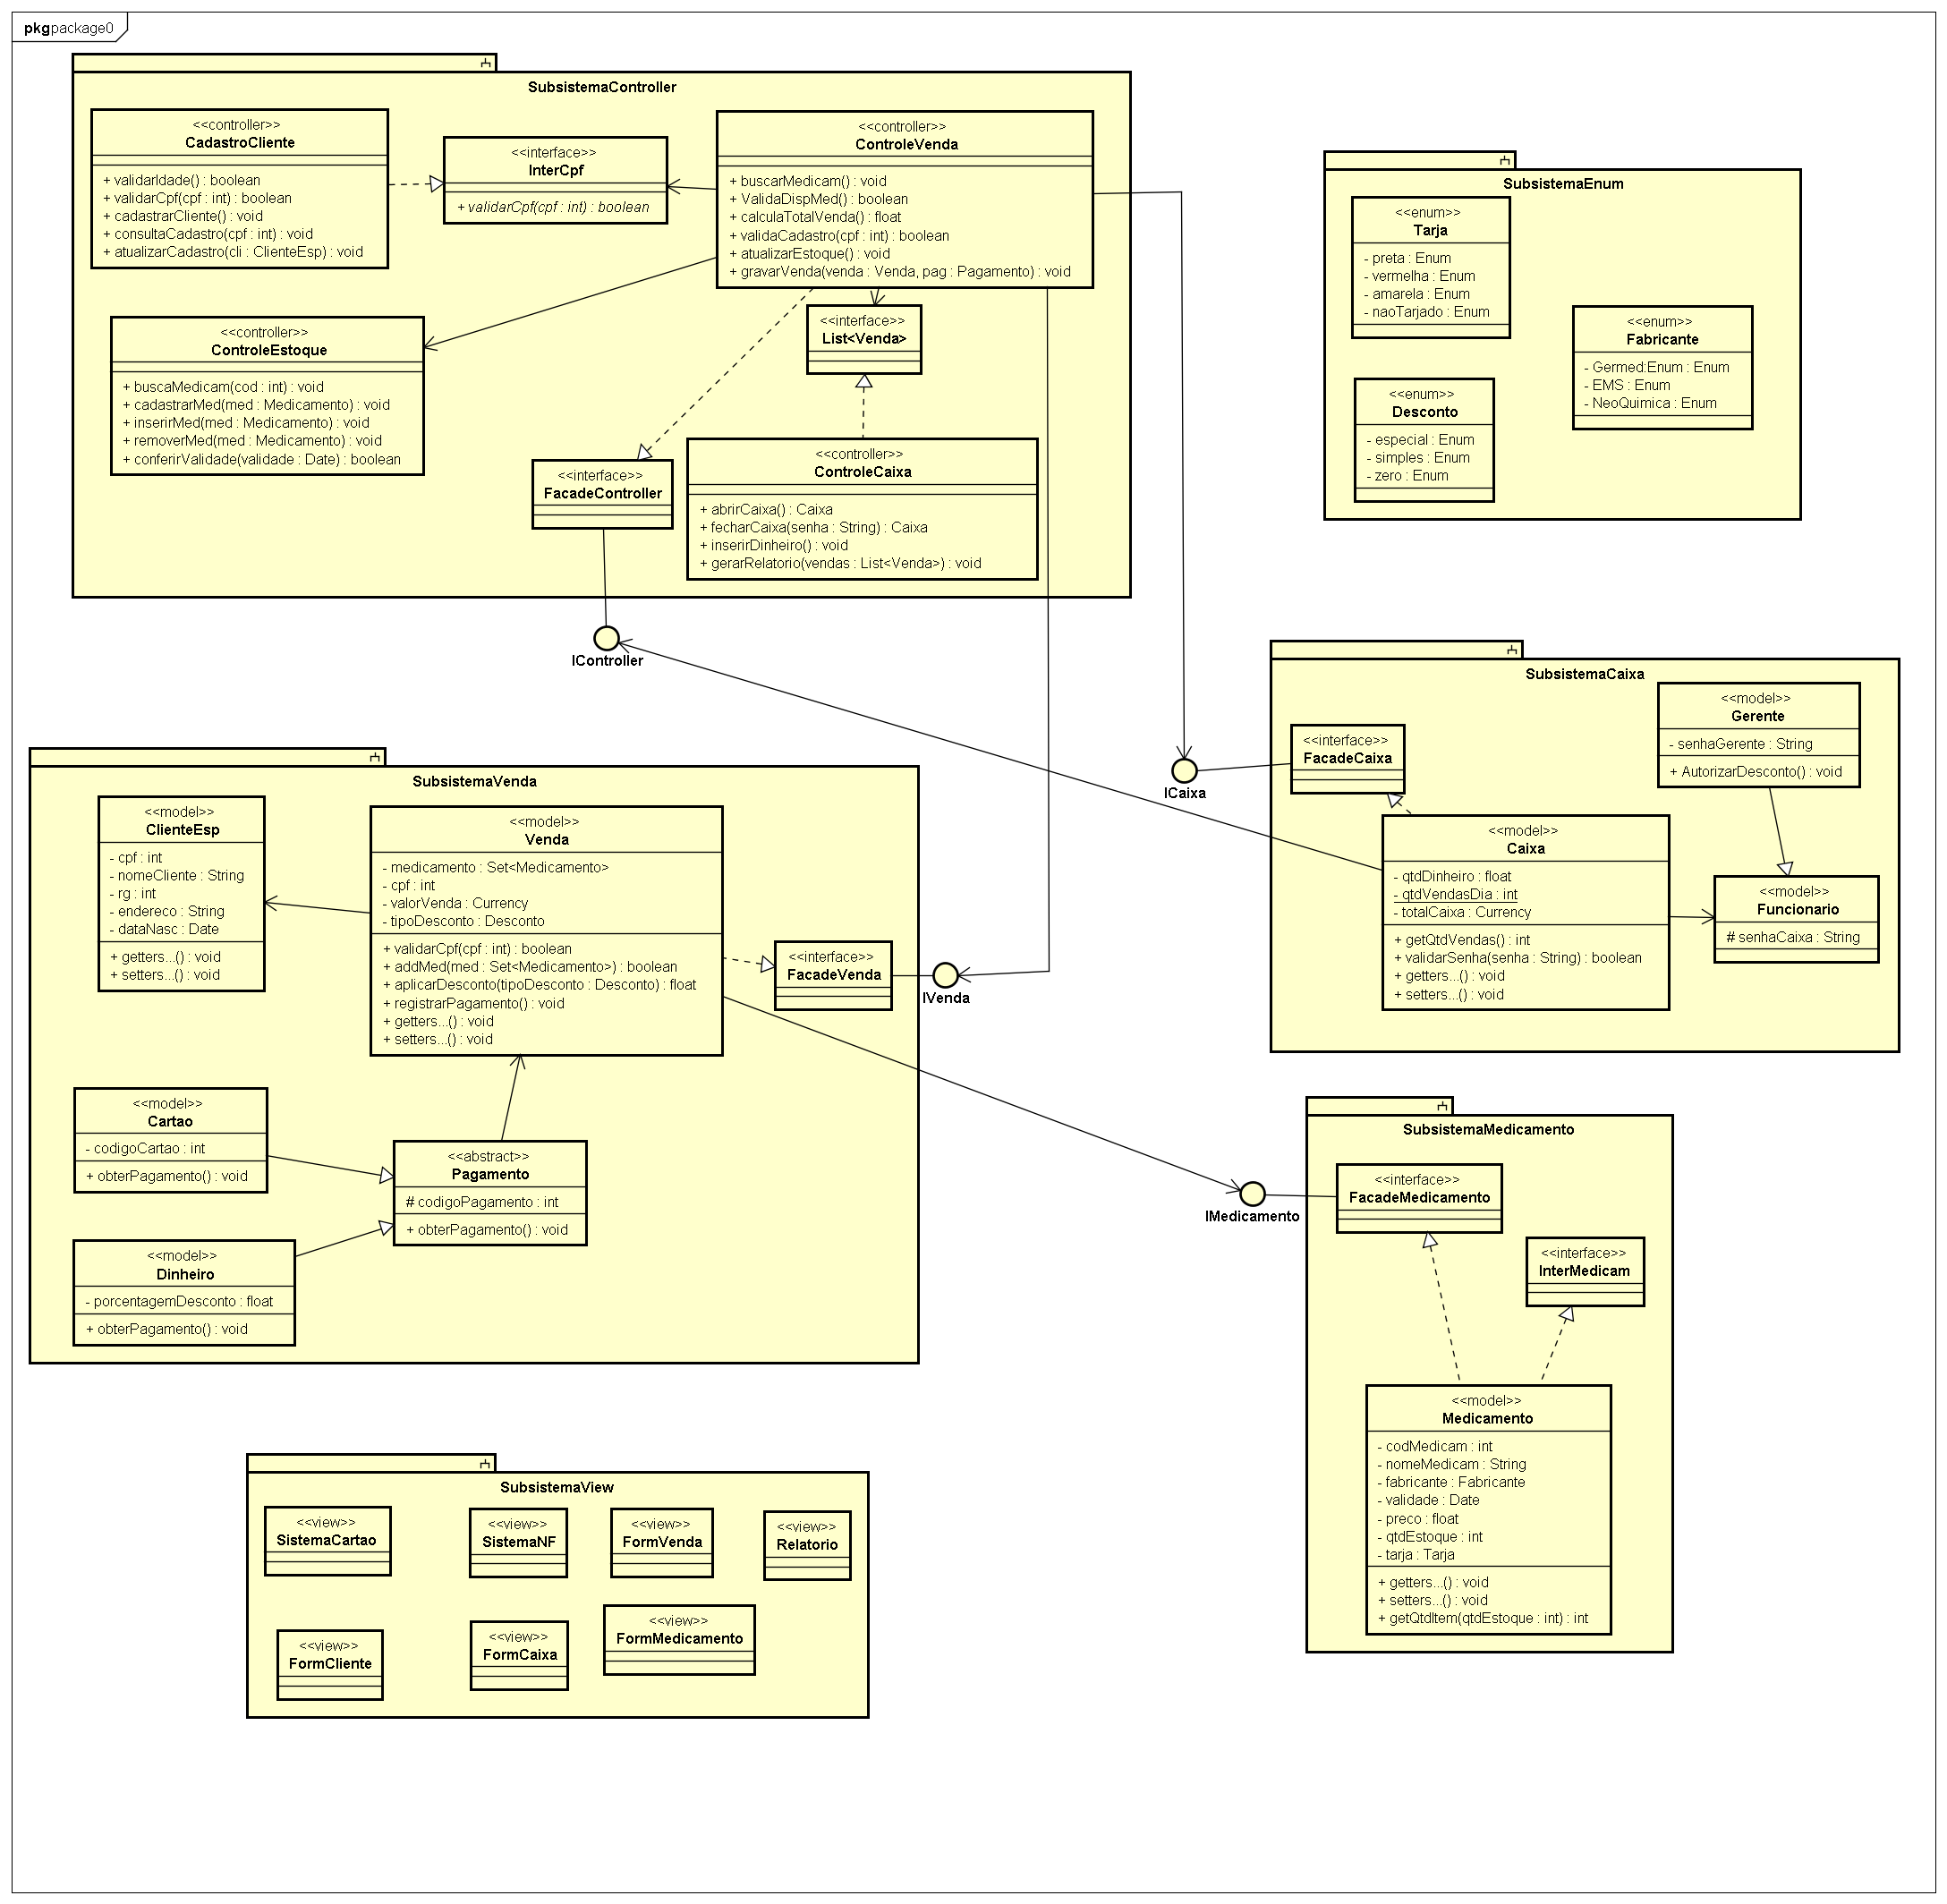 pkg package0
SubsistemaController
<<controller>>
CadastroCliente
+ validarIdade() : boolean
+ validarCpf(cpf : int) : boolean
+ cadastrarCliente() : void
+ consultaCadastro(cpf : int) : void
+ atualizarCadastro(cli : ClienteEsp) : void
<<interface>>
InterCpf
+ validarCpf(cpf : int) : boolean
<<controller>>
ControleVenda
+ buscarMedicam() : void
+ ValidaDispMed() : boolean
+ calculaTotalVenda() : float
+ validaCadastro(cpf : int) : boolean
+ atualizarEstoque() : void
+ gravarVenda(venda : Venda, pag : Pagamento) : void
<<controller>>
ControleEstoque
+ buscaMedicam(cod : int) : void
+ cadastrarMed(med : Medicamento) : void
+ inserirMed(med : Medicamento) : void
+ removerMed(med : Medicamento) : void
+ conferirValidade(validade : Date) : boolean
<<interface>>
List<Venda>
<<interface>>
FacadeController
<<controller>>
ControleCaixa
+ abrirCaixa() : Caixa
+ fecharCaixa(senha : String) : Caixa
+ inserirDinheiro() : void
+ gerarRelatorio(vendas : List<Venda>) : void
IController
SubsistemaEnum
<<enum>>
Tarja
- preta : Enum
- vermelha : Enum
- amarela : Enum
- naoTarjado : Enum
<<enum>>
Fabricante
- Germed:Enum : Enum
- EMS : Enum
- NeoQuimica : Enum
<<enum>>
Desconto
- especial : Enum
- simples : Enum
- zero : Enum
SubsistemaCaixa
<<interface>>
FacadeCaixa
ICaixa
<<model>>
Gerente
- senhaGerente : String
+ AutorizarDesconto() : void
<<model>>
Caixa
- qtdDinheiro : float
- qtdVendasDia : int
- totalCaixa : Currency
+ getQtdVendas() : int
+ validarSenha(senha : String) : boolean
+ getters...() : void
+ setters...() : void
<<model>>
Funcionario
# senhaCaixa : String
SubsistemaVenda
<<model>>
ClienteEsp
- cpf : int
- nomeCliente : String
- rg : int
- endereco : String
- dataNasc : Date
+ getters...() : void
+ setters...() : void
<<model>>
Venda
- medicamento : Set<Medicamento>
- cpf : int
- valorVenda : Currency
- tipoDesconto : Desconto
+ validarCpf(cpf : int) : boolean
+ addMed(med : Set<Medicamento>) : boolean
+ aplicarDesconto(tipoDesconto : Desconto) : float
+ registrarPagamento() : void
+ getters...() : void
+ setters...() : void
<<interface>>
FacadeVenda
IVenda
<<model>>
Cartao
- codigoCartao : int
+ obterPagamento() : void
<<abstract>>
Pagamento
# codigoPagamento : int
+ obterPagamento() : void
<<model>>
Dinheiro
- porcentagemDesconto : float
+ obterPagamento() : void
SubsistemaMedicamento
<<interface>>
FacadeMedicamento
IMedicamento
<<interface>>
InterMedicam
<<model>>
Medicamento
- codMedicam : int
- nomeMedicam : String
- fabricante : Fabricante
- validade : Date
- preco : float
- qtdEstoque : int
- tarja : Tarja
+ getters...() : void
+ setters...() : void
+ getQtdItem(qtdEstoque : int) : int
SubsistemaView
<<view>>
SistemaCartao
<<view>>
SistemaNF
<<view>>
FormVenda
<<view>>
Relatorio
<<view>>
FormCliente
<<view>>
FormCaixa
<<view>>
FormMedicamento